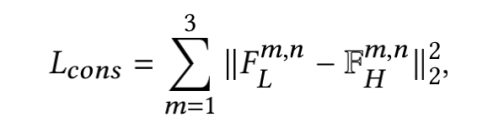 $L_{cons} = \sum_{m=1}^{3} \| F_L^{m,n} - \mathbb{F}_H^{m,n} \|_2^2,$